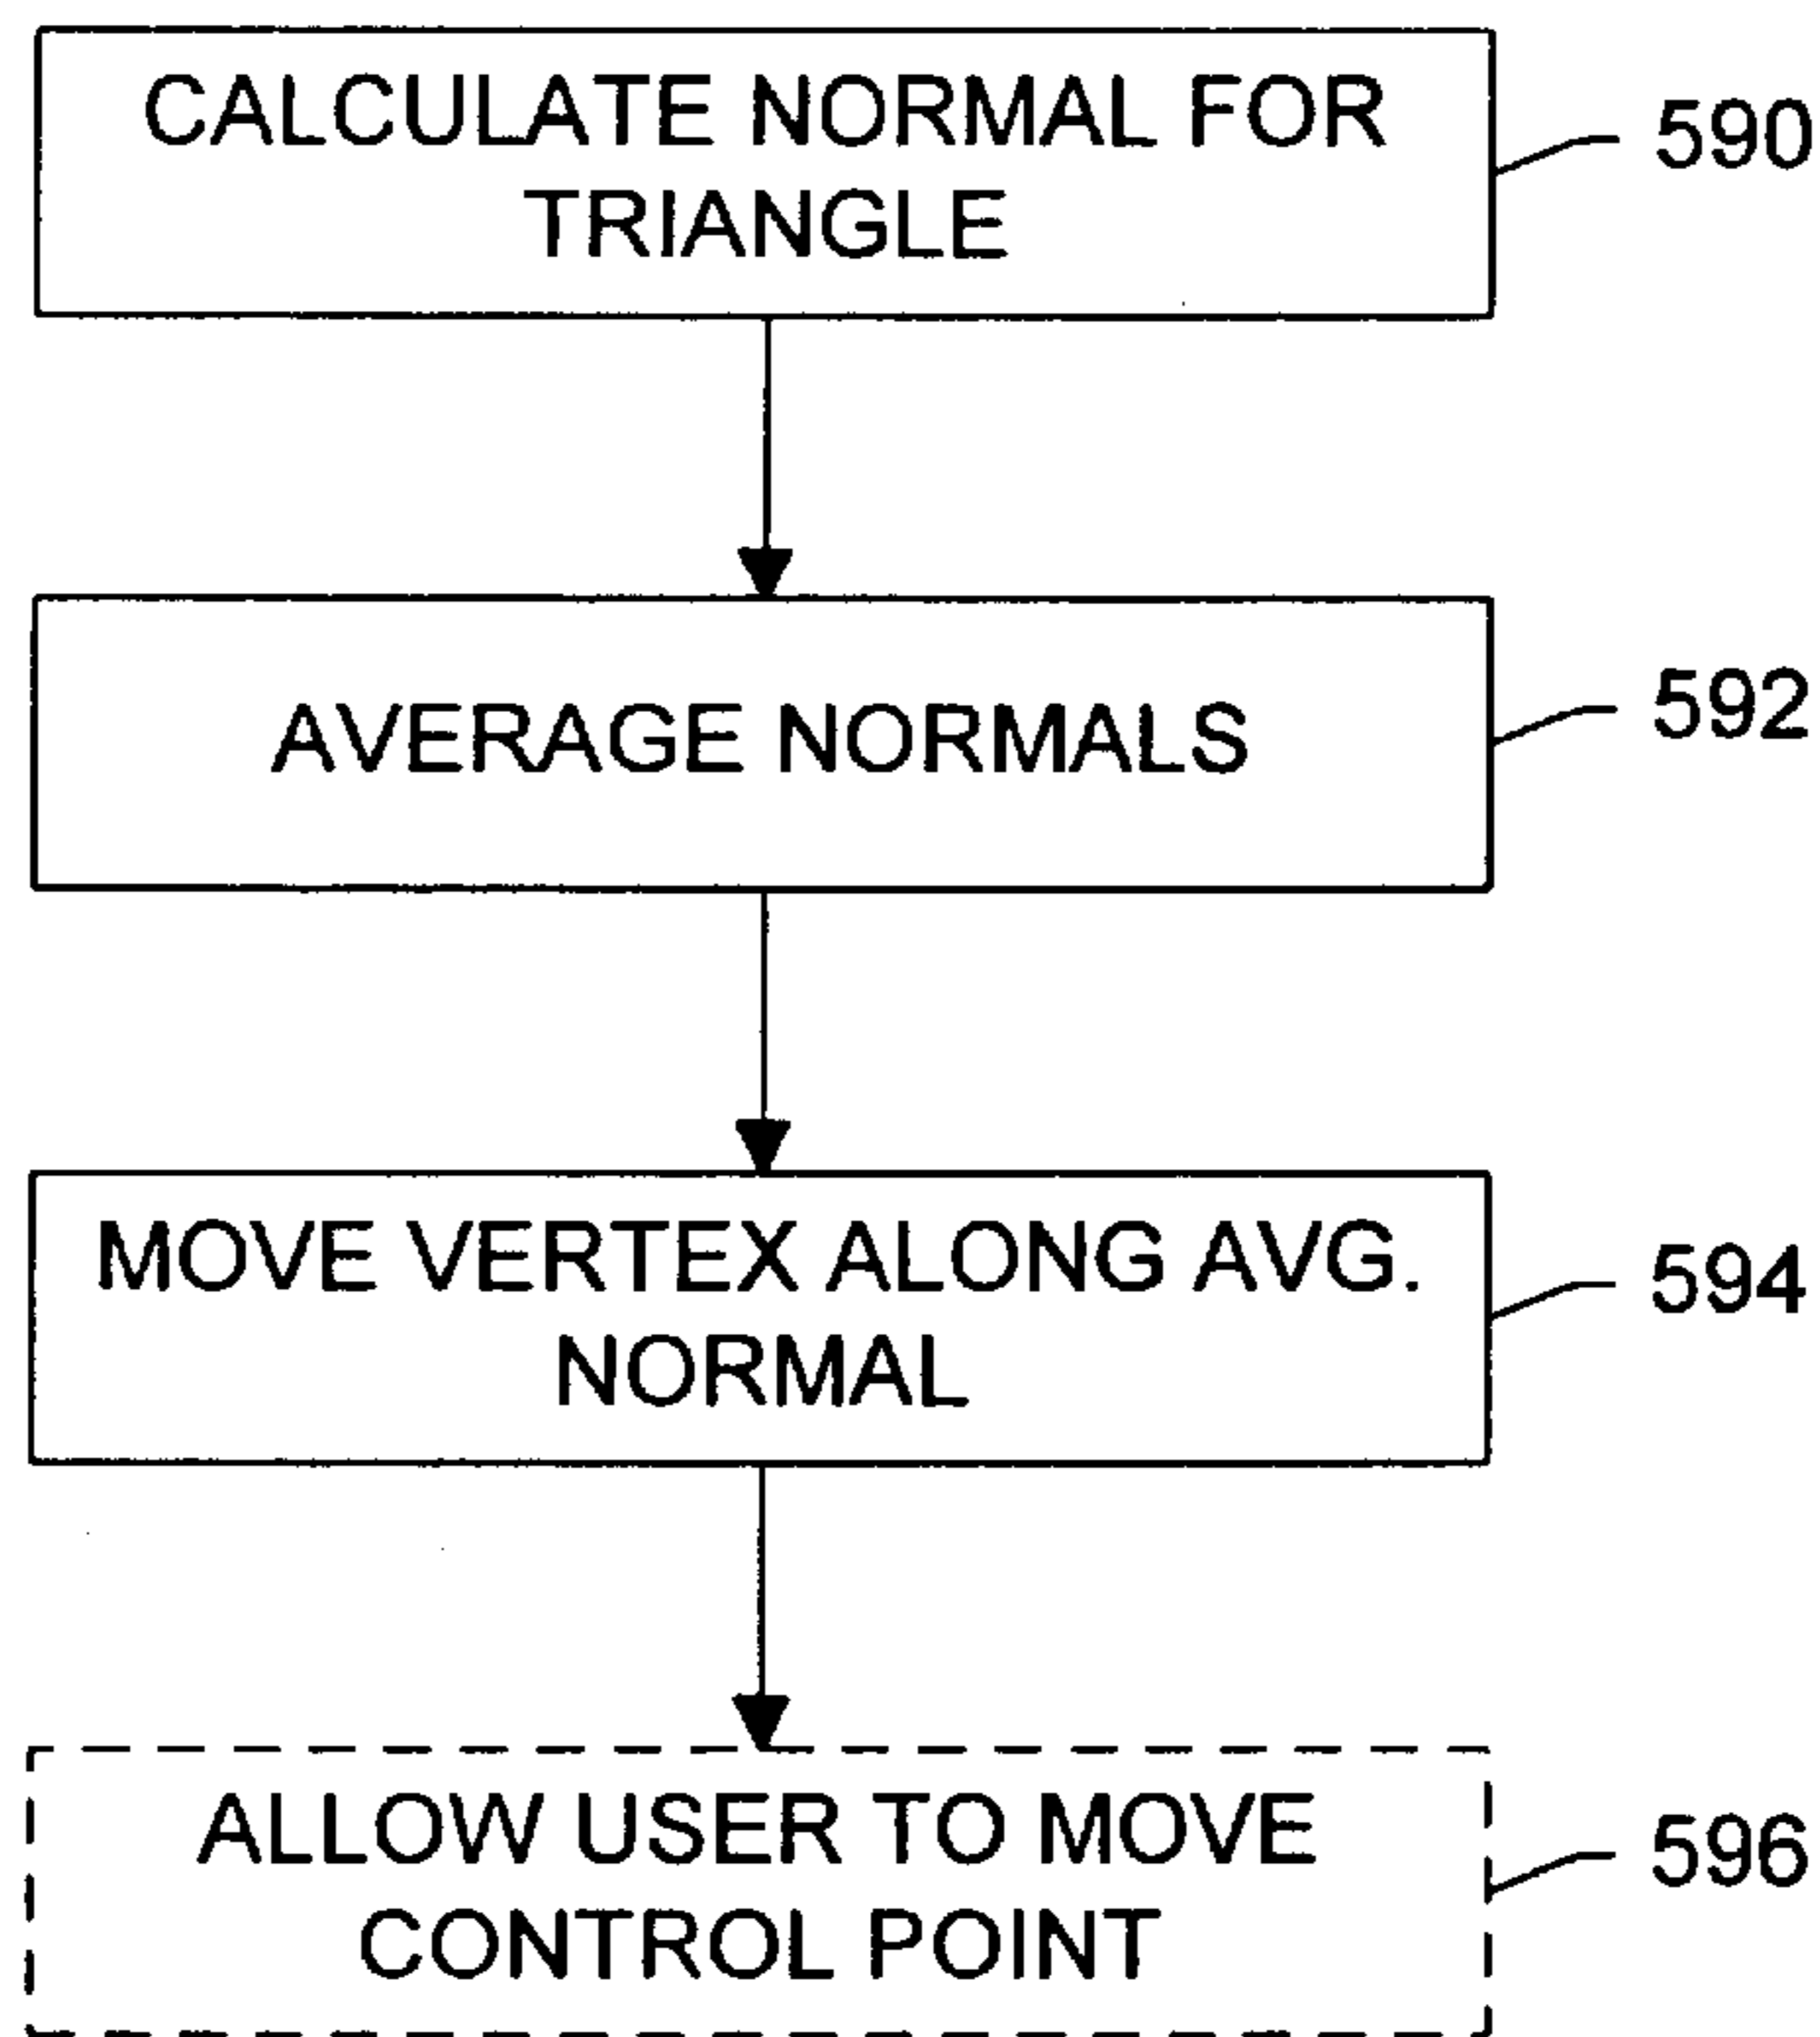 CALCULATE NORMAL FOR
TRIANGLE
590
AVERAGE NORMALS
592
MOVE VERTEX ALONG AVG.
NORMAL
594
ALLOW USER TO MOVE
CONTROL POINT
596